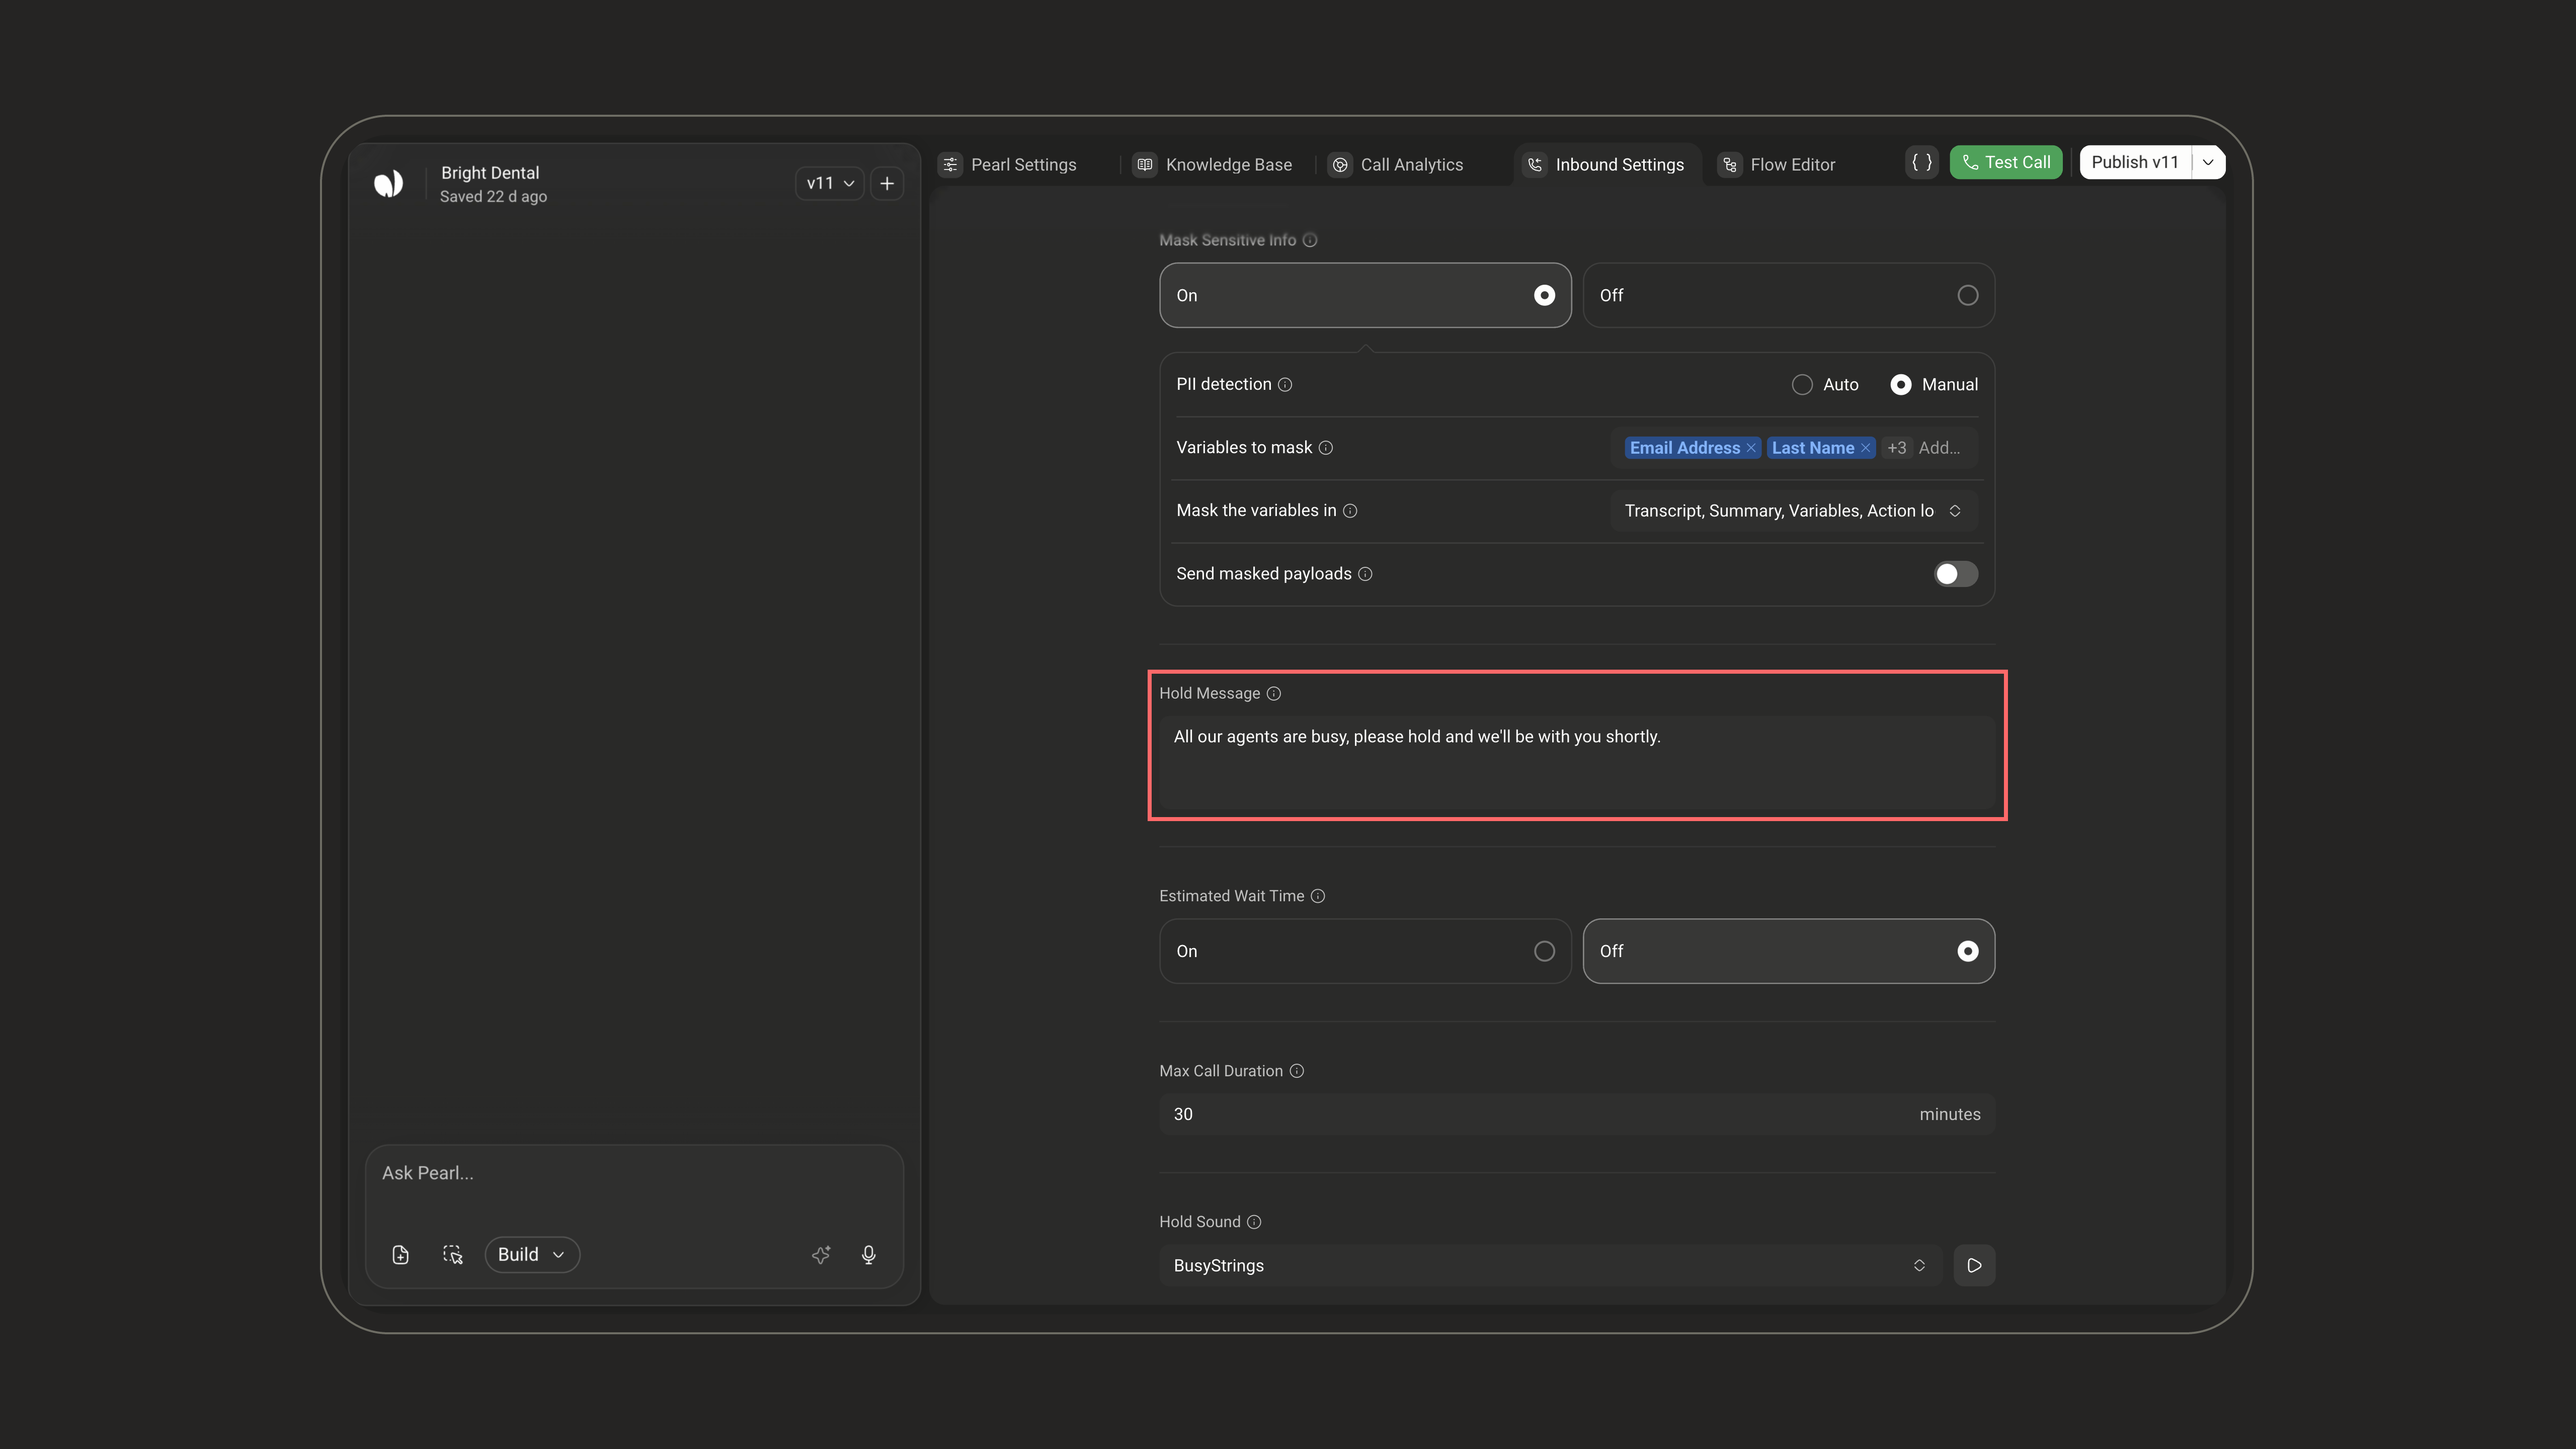 Bright Dental
Saved 22 d ago
v11
Pearl Settings
Knowledge Base
Call Analytics
Inbound Settings
Flow Editor
{ }
Test Call
Publish v11
Mask Sensitive Info
On
Off
PII detection
Auto
Manual
Variables to mask
Email Address
Last Name
+3
Add...
Mask the variables in
Transcript, Summary, Variables, Action lo
Send masked payloads
Hold Message
All our agents are busy, please hold and we'll be with you shortly.
Estimated Wait Time
On
Off
Max Call Duration
30
minutes
Hold Sound
BusyStrings
Ask Pearl...
Build